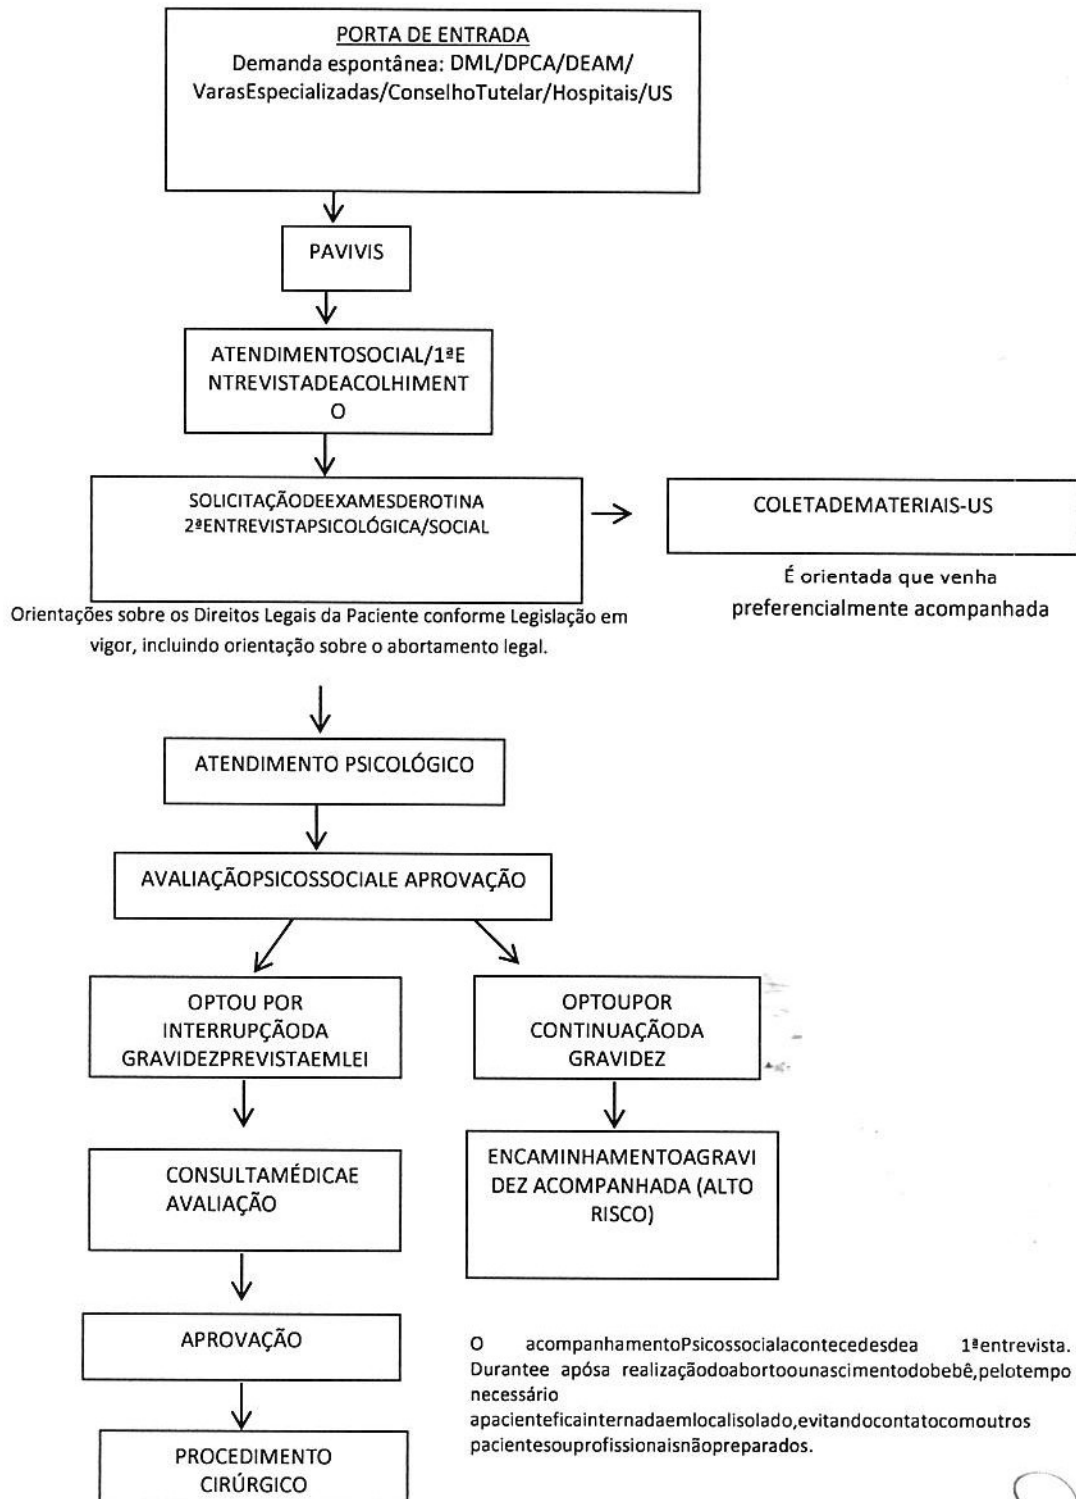 PORTA DE ENTRADA
Demanda espontânea: DML/DPCA/DEAM/
VarasEspecializadas/ConselhoTutelar/Hospitais/US
PAVIVIS
ATENDIMENTOSOCIAL/1ªE
NTREVISTADEACOLHIMENT
O
SOLICITAÇÃODEEXAMESDEROTINA
2ªENTREVISTAPSICOLÓGICA/SOCIAL
COLETADEMATERIAIS-US
É orientada que venha
preferencialmente acompanhada
Orientações sobre os Direitos Legais da Paciente conforme Legislação em
vigor, incluindo orientação sobre o abortamento legal.
ATENDIMENTO PSICOLÓGICO
AVALIAÇÃOPSICOSSOCIALE APROVAÇÃO
OPTOU POR
INTERRUPÇÃODA
GRAVIDEZPREVISTAEMLEI
OPTOUPOR
CONTINUAÇÃODA
GRAVIDEZ
CONSULTAMÉDICAE
AVALIAÇÃO
ENCAMINHAMENTOAGRAVI
DEZ ACOMPANHADA (ALTO
RISCO)
APROVAÇÃO
PROCEDIMENTO
CIRÚRGICO
O acompanhamentoPsicossocialacontecedesdea 1ªentrevista.
Durantee apósa realizaçãodoabortoounascimentodobebê,pelotempo
necessário
apacienteficainternadaemlocalisolado,evitandocontatocomoutros
pacientesouprofissionaisnãopreparados.